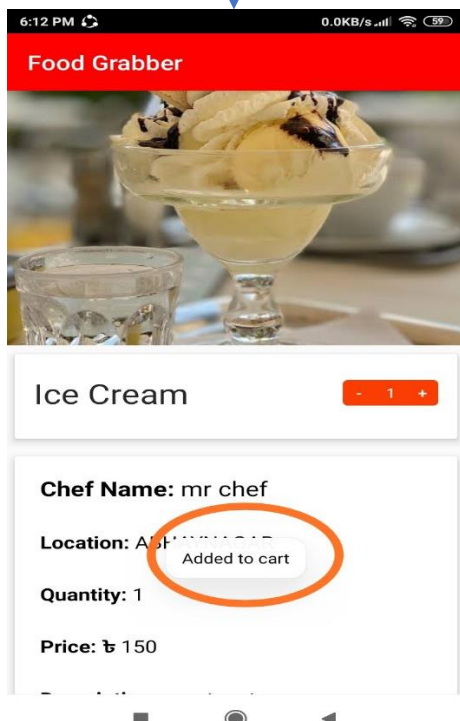 6:12 PM
0.0KB/s
59
Food Grabber
Ice Cream
- 1 +
Chef Name: mr chef
Location:
Added to cart
Quantity: 1
Price: ৳ 150